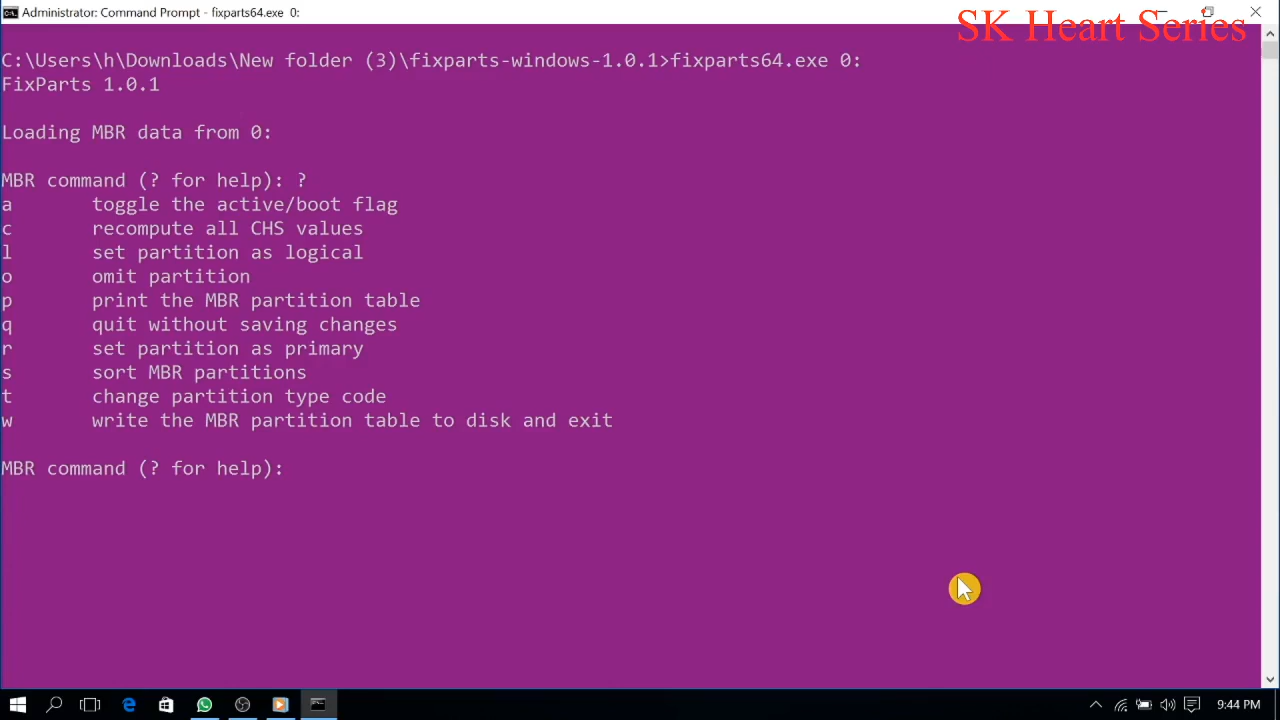 Administrator: Command Prompt - fixparts64.exe 0:
SK Heart Series
C:\Users\h\Downloads\New folder (3)\fixparts-windows-1.0.1>fixparts64.exe 0:
FixParts 1.0.1
Loading MBR data from 0:
MBR command (? for help): ?
a toggle the active/boot flag
c recompute all CHS values
l set partition as logical
o omit partition
p print the MBR partition table
q quit without saving changes
r set partition as primary
s sort MBR partitions
t change partition type code
w write the MBR partition table to disk and exit
MBR command (? for help):
9:44 PM